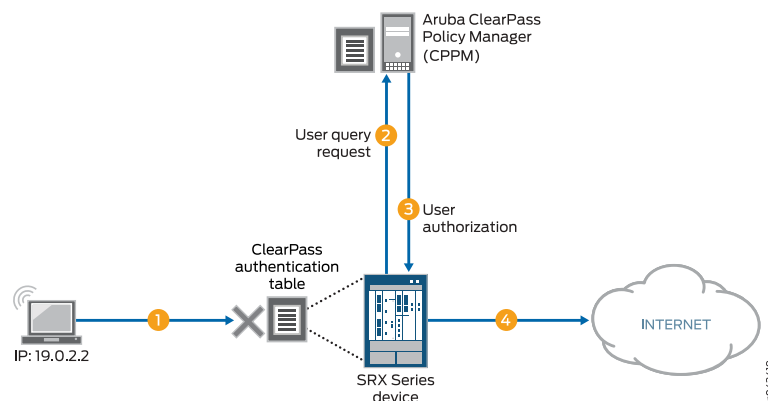 Aruba ClearPass
Policy Manager
(CPPM)
User query
request
2
3
User
authorization
ClearPass
authentication
table
1
4
INTERNET
IP: 19.0.2.2
SRX Series
device